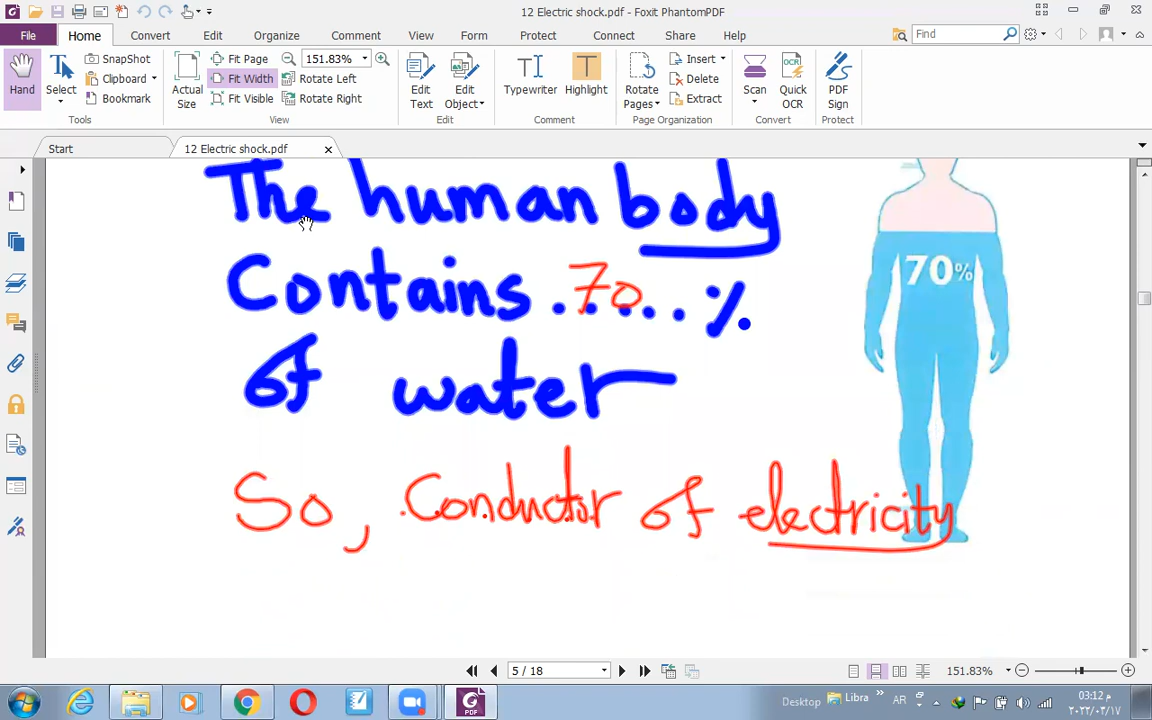 12 Electric shock.pdf - Foxit PhantomPDF
File Home Convert Edit Organize Comment View Form Protect Connect Share Help Find
Hand
Select
SnapShot
Clipboard
Bookmark
Tools
Actual Size
Fit Page
Fit Width
Fit Visible
151.83%
Rotate Left
Rotate Right
View
Edit Text
Edit Object
Edit
Typewriter
Highlight
Comment
Rotate Pages
Insert
Delete
Extract
Page Organization
Scan
Quick OCR
Convert
PDF Sign
Protect
Start 12 Electric shock.pdf
The human body
Contains ..70... %
of water
70%
So, Conductor of electricity
5 / 18 151.83%
Desktop Libra AR 03:12 م
٢٠٢٢/٠٣/١٧